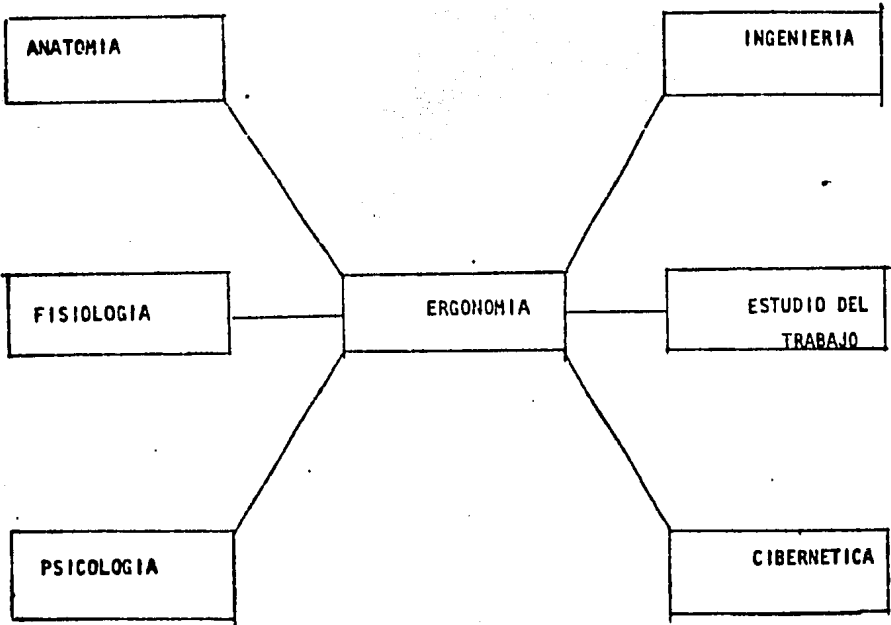 ANATOMIA
INGENIERIA
FISIOLOGIA
ERGONOMIA
ESTUDIO DEL
TRABAJO
PSICOLOGIA
CIBERNETICA